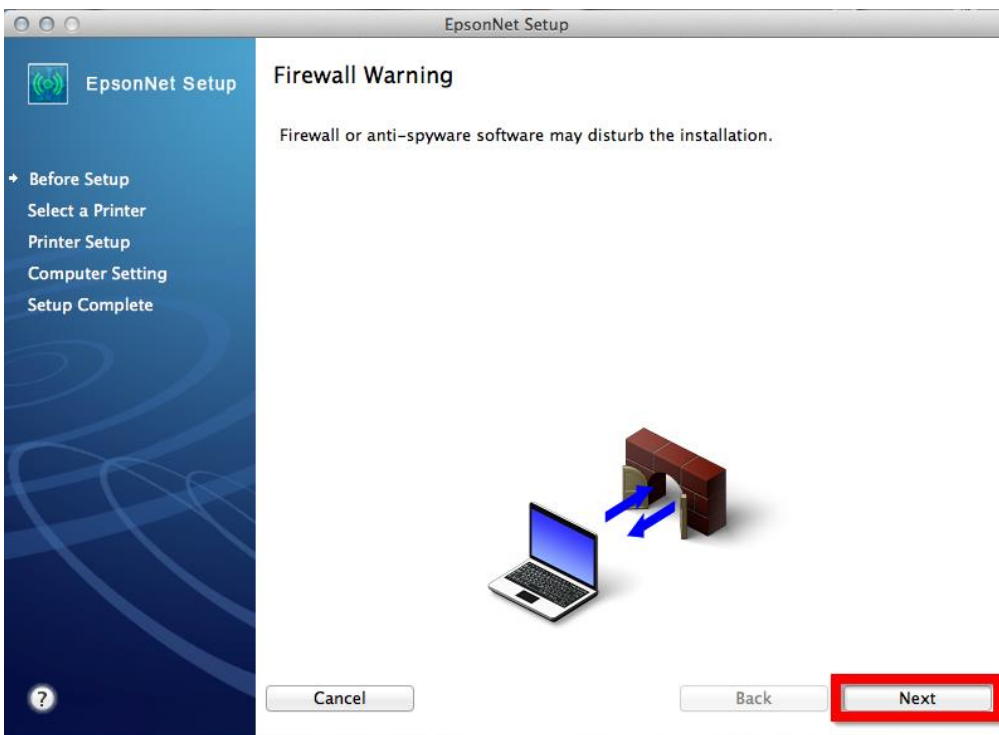 EpsonNet Setup
EpsonNet Setup
Before Setup
Select a Printer
Printer Setup
Computer Setting
Setup Complete
?
Firewall Warning
Firewall or anti-spyware software may disturb the installation.
Cancel
Back
Next